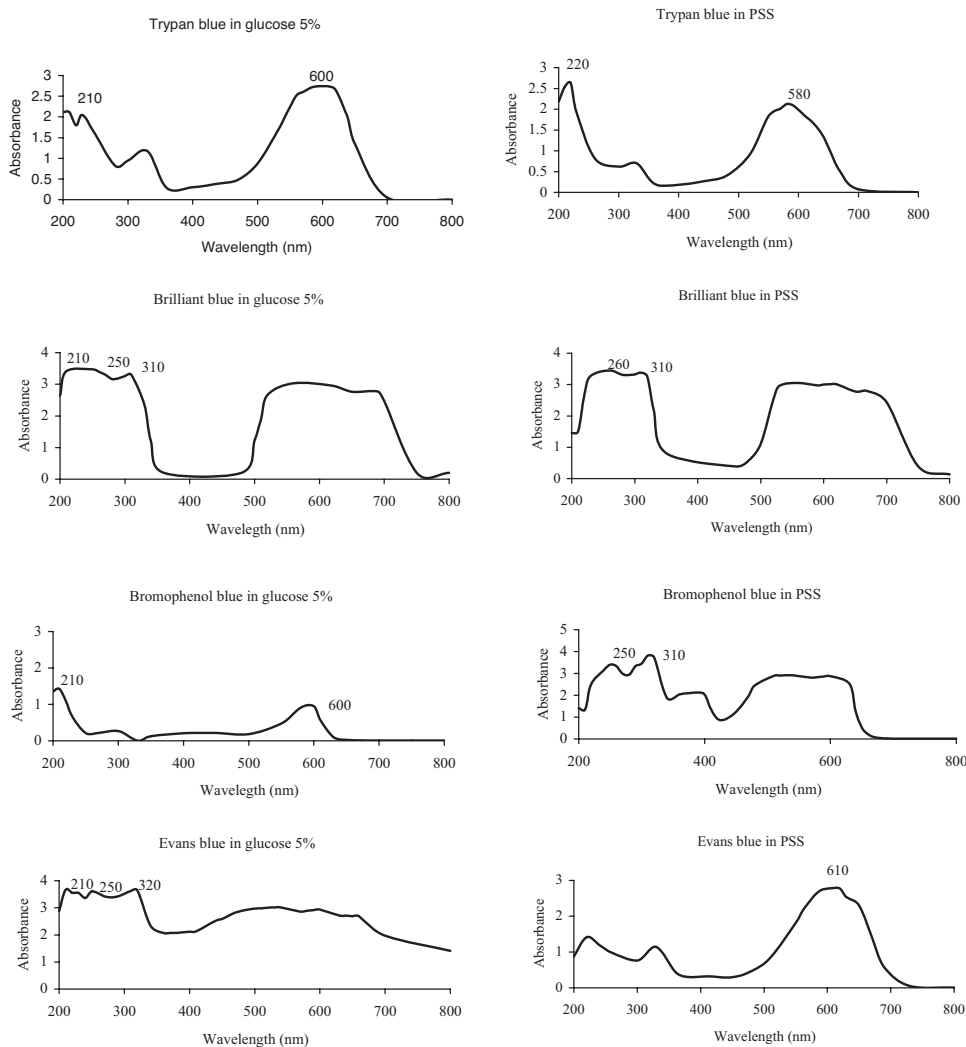 Trypan blue in glucose 5%
Absorbance
3
2.5
2
1.5
1
0.5
0
210
600
200 300 400 500 600 700 800
Wavelength (nm)
Trypan blue in PSS
Absorbance
3
2.5
2
1.5
1
0.5
0
220
580
200 300 400 500 600 700 800
Wavelength (nm)
Brilliant blue in glucose 5%
Absorbance
4
3
2
1
0
210 250 310
200 300 400 500 600 700 800
Wavelegth (nm)
Brilliant blue in PSS
Absorbance
4
3
2
1
0
260 310
200 300 400 500 600 700 800
Wavelength (nm)
Bromophenol blue in glucose 5%
Absorbance
3
2
1
0
210
600
200 300 400 500 600 700 800
Wavelegth (nm)
Bromophenol blue in PSS
Absorbance
5
4
3
2
1
0
250 310
200 400 600 800
Wavelength (nm)
Evans blue in glucose 5%
Absorbance
4
3
2
1
0
210 250 320
200 300 400 500 600 700 800
Wavelength (nm)
Evans blue in PSS
Absorbance
3
2
1
0
610
200 300 400 500 600 700 800
Wavelength (nm)